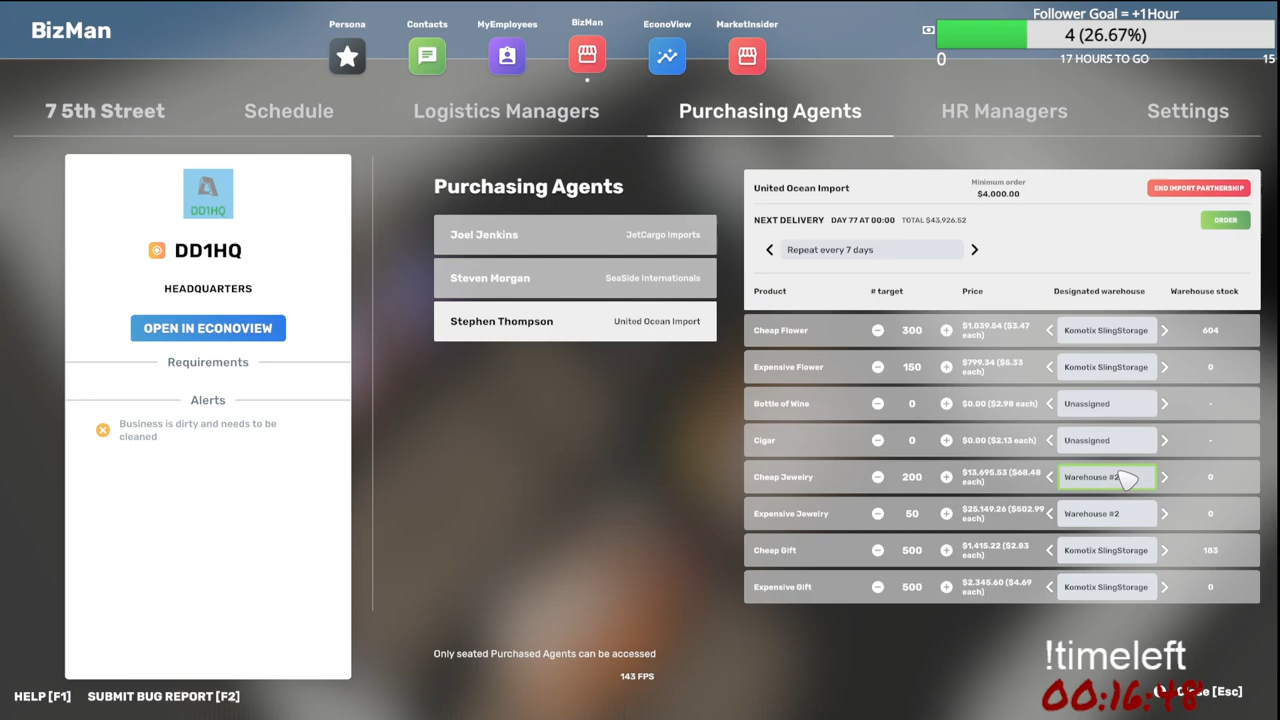 BizMan
Persona
Contacts
MyEmployees
BizMan
EconoView
MarketInsider
Follower Goal = +1Hour
4 (26.67%)
0
17 HOURS TO GO
15
7 5th Street
Schedule
Logistics Managers
Purchasing Agents
HR Managers
Settings
DD1HQ
DD1HQ
HEADQUARTERS
OPEN IN ECONOVIEW
Requirements
Alerts
Business is dirty and needs to be
cleaned
Purchasing Agents
Joel Jenkins JetCargo Imports
Steven Morgan SeaSide Internationals
Stephen Thompson United Ocean Import
Only seated Purchased Agents can be accessed
143 FPS
United Ocean Import
Minimum order
$4,000.00
END IMPORT PARTNERSHIP
NEXT DELIVERY DAY 77 AT 00:00 TOTAL $43,926.52
ORDER
Repeat every 7 days
Product # target Price Designated warehouse Warehouse stock
Cheap Flower 300 $1,039.54 ($3.47 each) Komotix SlingStorage 604
Expensive Flower 150 $799.34 ($5.33 each) Komotix SlingStorage 0
Bottle of Wine 0 $0.00 ($2.98 each) Unassigned -
Cigar 0 $0.00 ($2.13 each) Unassigned -
Cheap Jewelry 200 $13,695.53 ($68.48 each) Warehouse #2 0
Expensive Jewelry 50 $25,149.26 ($502.99 each) Warehouse #2 0
Cheap Gift 500 $1,415.22 ($2.83 each) Komotix SlingStorage 183
Expensive Gift 500 $2,345.60 ($4.69 each) Komotix SlingStorage 0
!timeleft
00:16:48
[Esc]
HELP [F1]
SUBMIT BUG REPORT [F2]